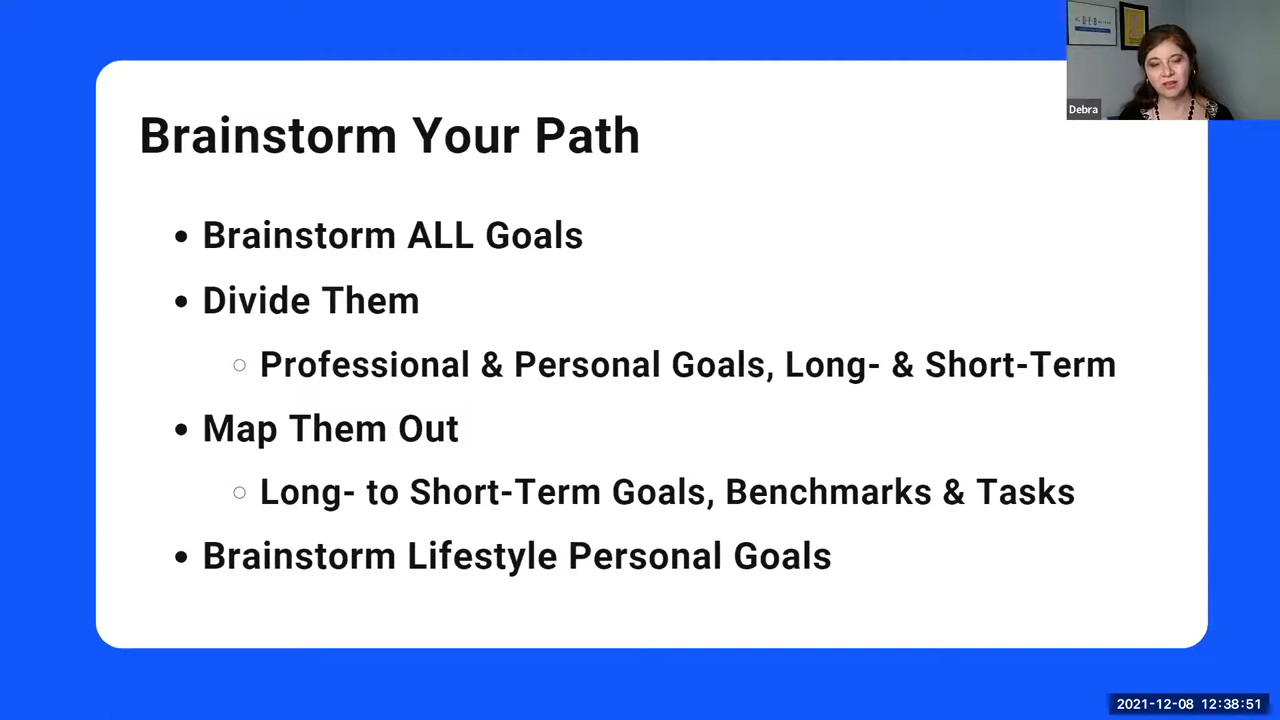 Brainstorm Your Path
• Brainstorm ALL Goals
• Divide Them
○ Professional & Personal Goals, Long- & Short-Term
• Map Them Out
○ Long- to Short-Term Goals, Benchmarks & Tasks
• Brainstorm Lifestyle Personal Goals
Debra
2021-12-08 12:38:51